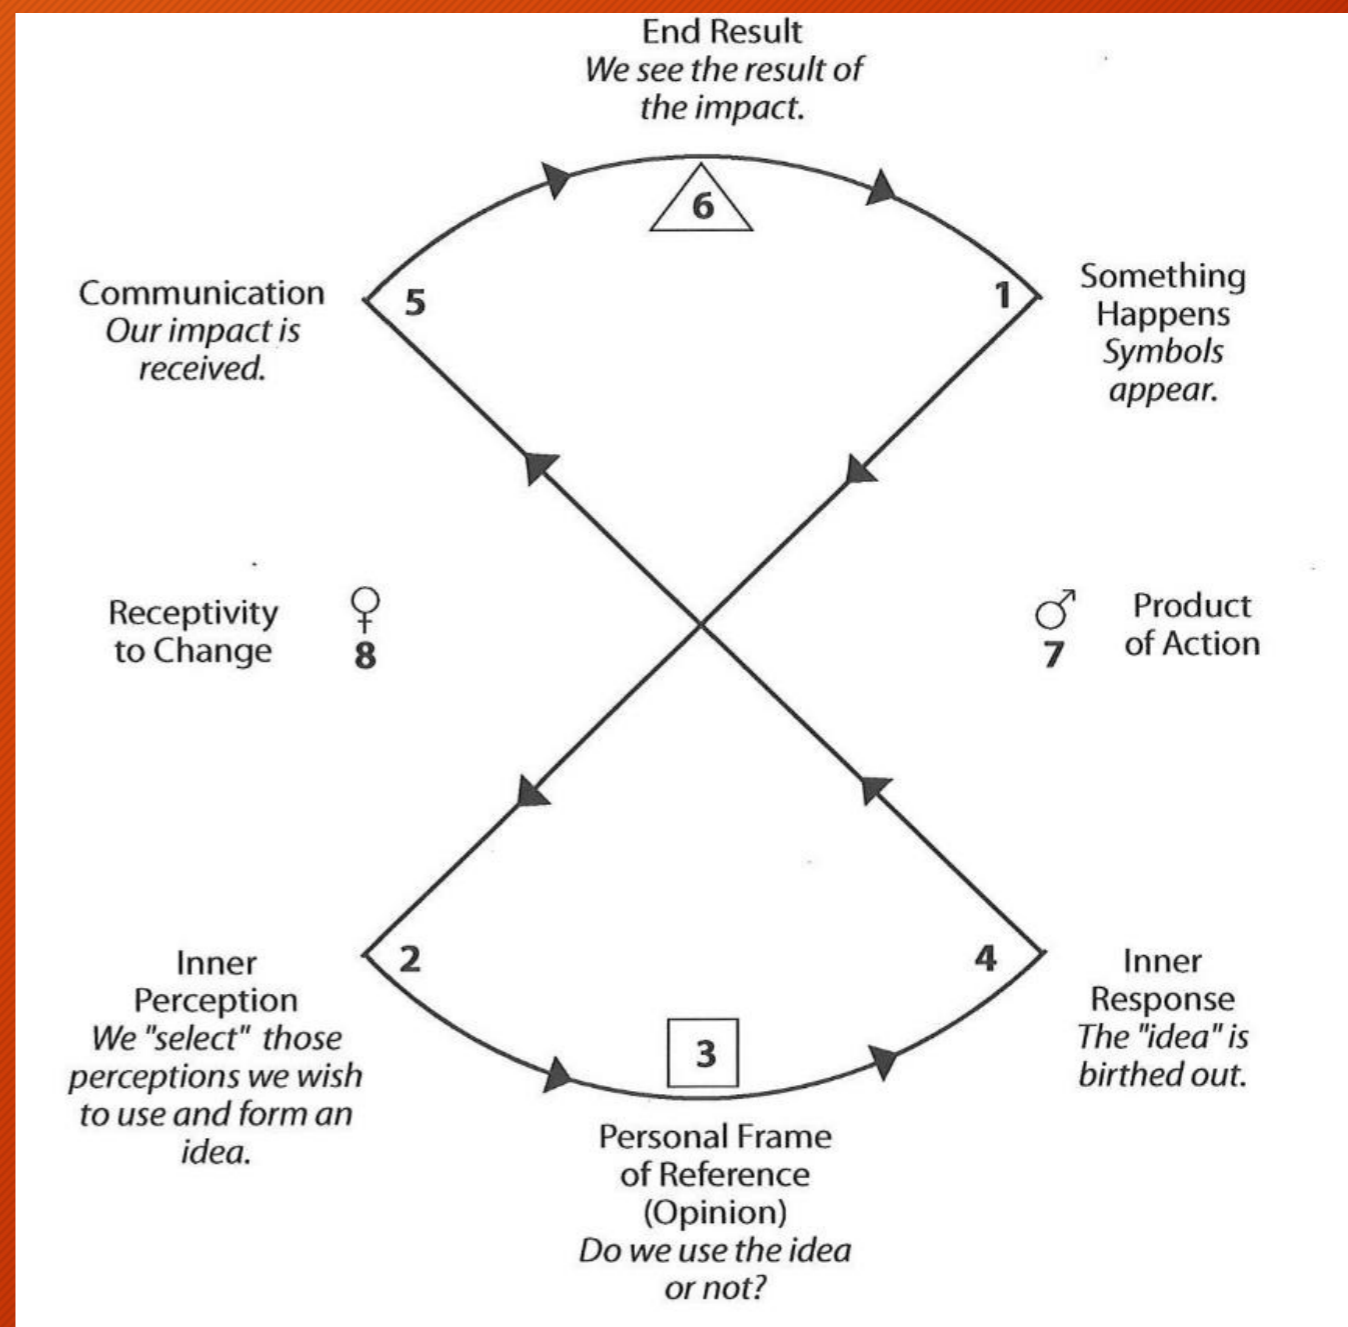 End Result
We see the result of
the impact.
6
Communication
Our impact is
received.
5
1
Something
Happens
Symbols
appear.
Receptivity
to Change
♀
8
♂
7
Product
of Action
Inner
Perception
We "select" those
perceptions we wish
to use and form an
idea.
2
3
4
Inner
Response
The "idea" is
birthed out.
Personal Frame
of Reference
(Opinion)
Do we use the idea
or not?